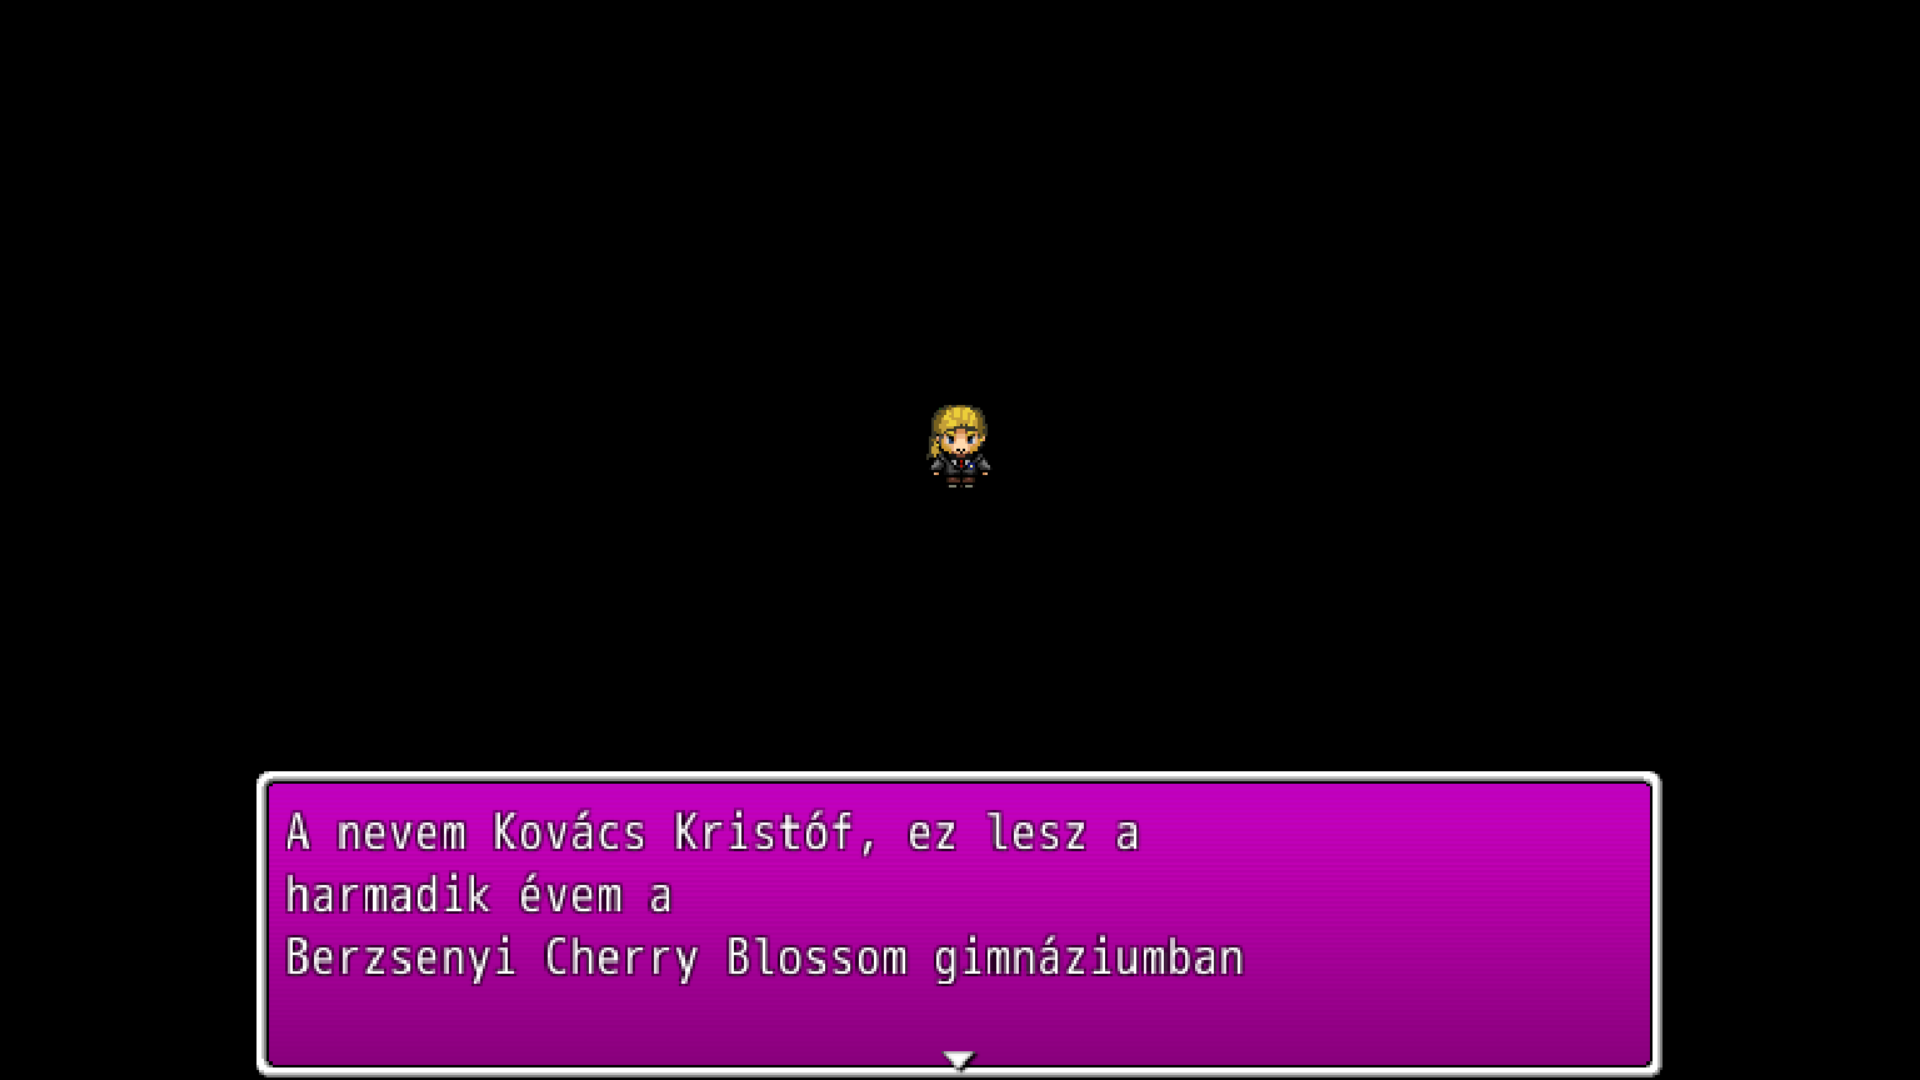 A nevem Kovács Kristóf, ez lesz a
harmadik évem a
Berzsenyi Cherry Blossom gimnáziumban